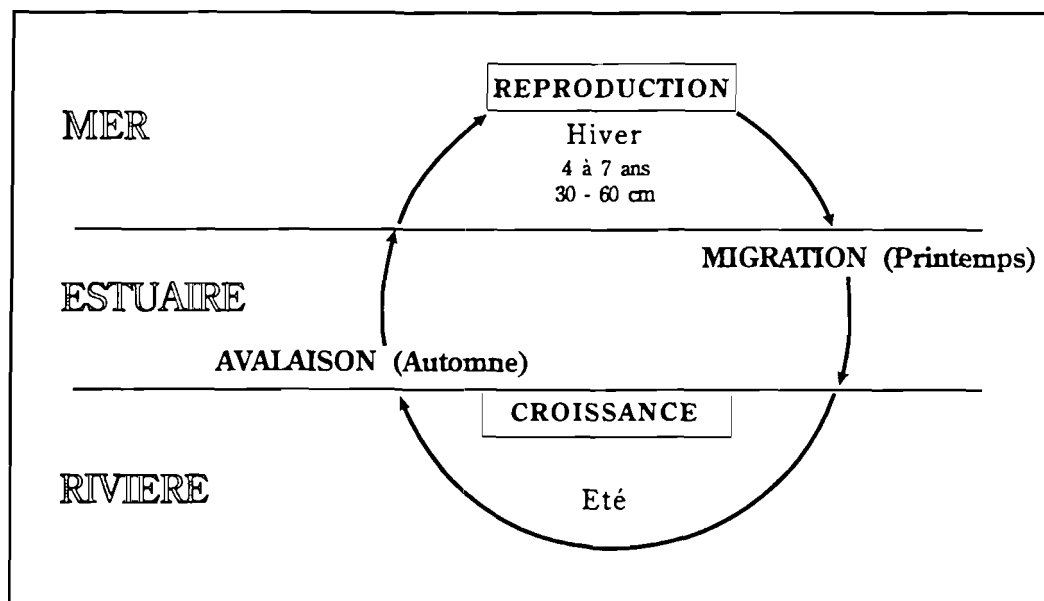 REPRODUCTION
MER
Hiver
4 à 7 ans
30 - 60 cm
MIGRATION (Printemps)
ESTUAIRE
AVALAISON (Automne)
CROISSANCE
RIVIERE
Eté